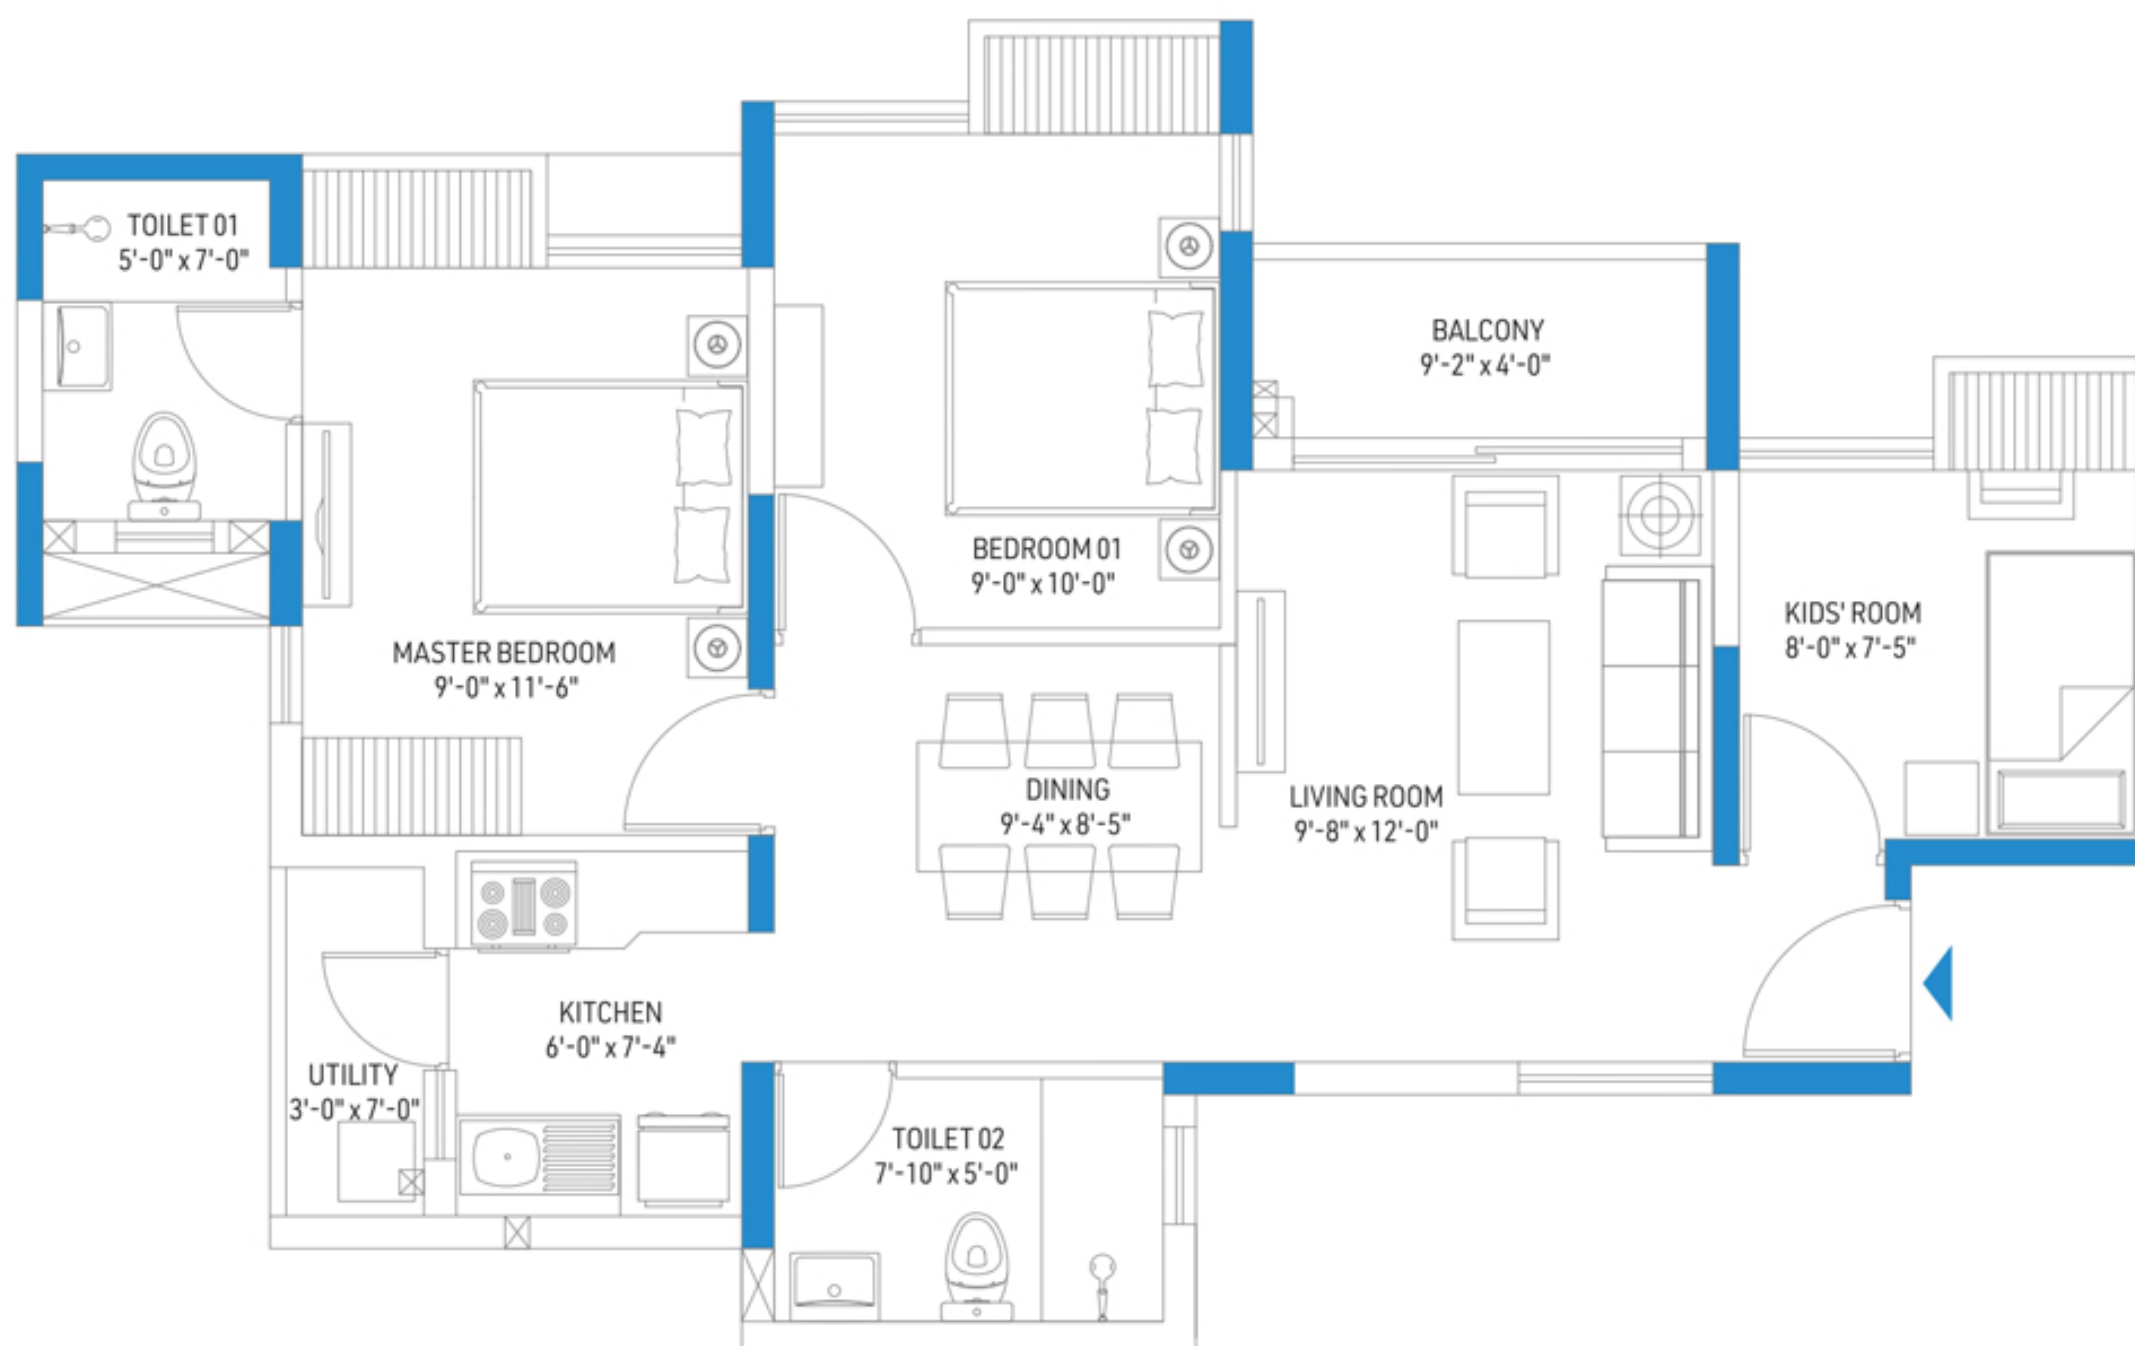 TOILET 01
5'-0" x 7'-0"
BALCONY
9'-2" x 4'-0"
BEDROOM 01
9'-0" x 10'-0"
KIDS' ROOM
8'-0" x 7'-5"
MASTER BEDROOM
9'-0" x 11'-6"
DINING
9'-4" x 8'-5"
LIVING ROOM
9'-8" x 12'-0"
KITCHEN
6'-0" x 7'-4"
UTILITY
3'-0" x 7'-0"
TOILET 02
7'-10" x 5'-0"